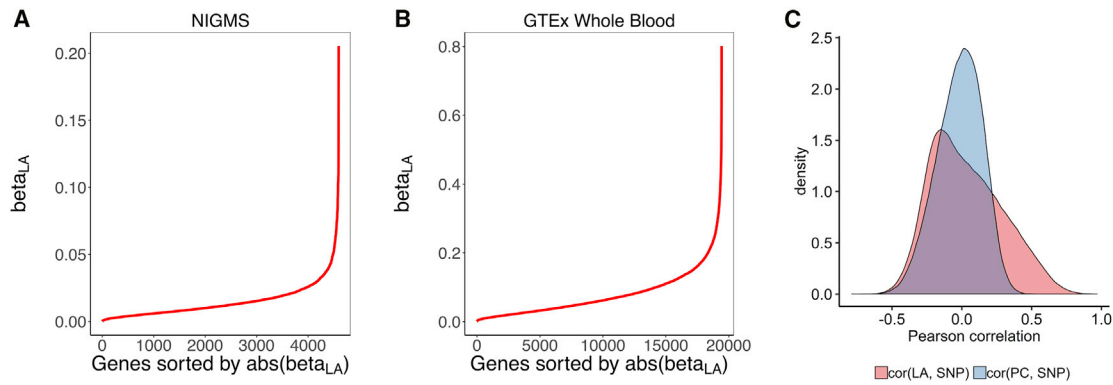 A
NIGMS
0.20
0.15
0.10
0.05
0.00
beta_LA
0 1000 2000 3000 4000
Genes sorted by abs(beta_LA)
B
GTEx Whole Blood
0.8
0.6
0.4
0.2
0.0
beta_LA
0 5000 10000 15000 20000
Genes sorted by abs(beta_LA)
C
2.5
2.0
1.5
1.0
0.5
0.0
density
-0.5 0.0 0.5 1.0
Pearson correlation
cor(LA, SNP) cor(PC, SNP)